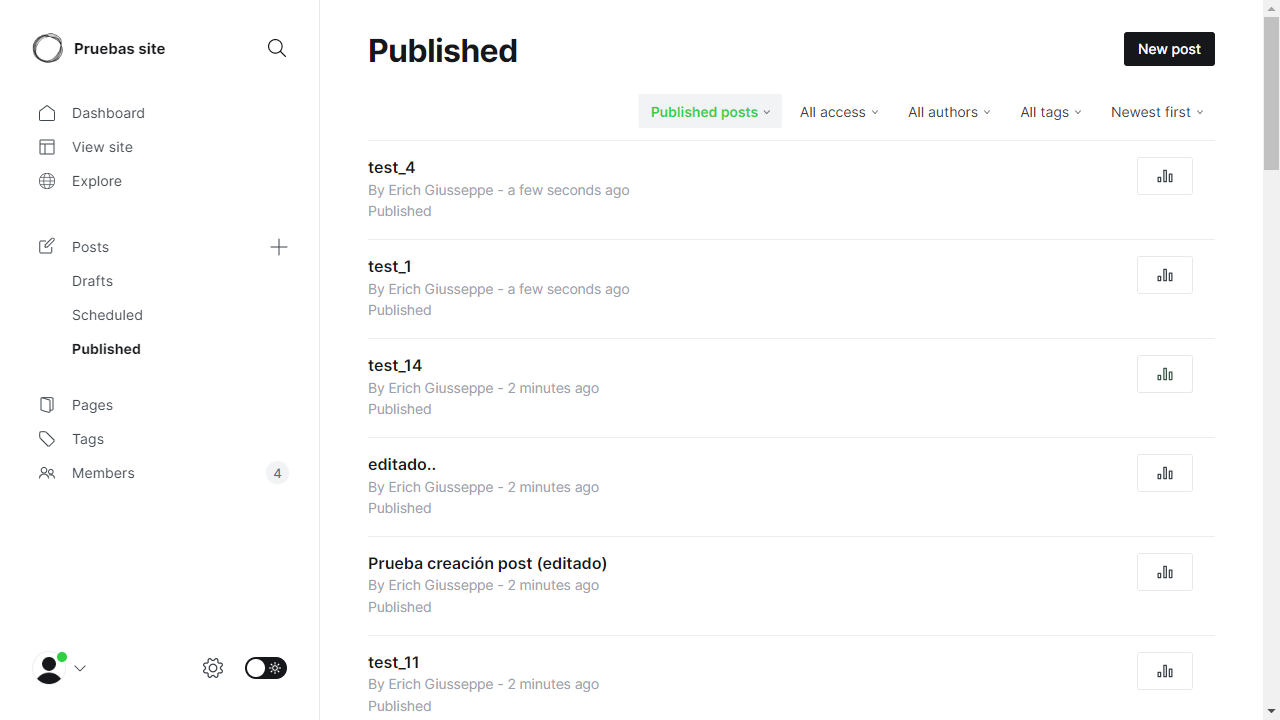 Pruebas site
Dashboard
View site
Explore
Posts
Drafts
Scheduled
Published
Pages
Tags
Members
4
Published
New post
Published posts
All access
All authors
All tags
Newest first
test_4
By Erich Giusseppe - a few seconds ago
Published
test_1
By Erich Giusseppe - a few seconds ago
Published
test_14
By Erich Giusseppe - 2 minutes ago
Published
editado..
By Erich Giusseppe - 2 minutes ago
Published
Prueba creación post (editado)
By Erich Giusseppe - 2 minutes ago
Published
test_11
By Erich Giusseppe - 2 minutes ago
Published